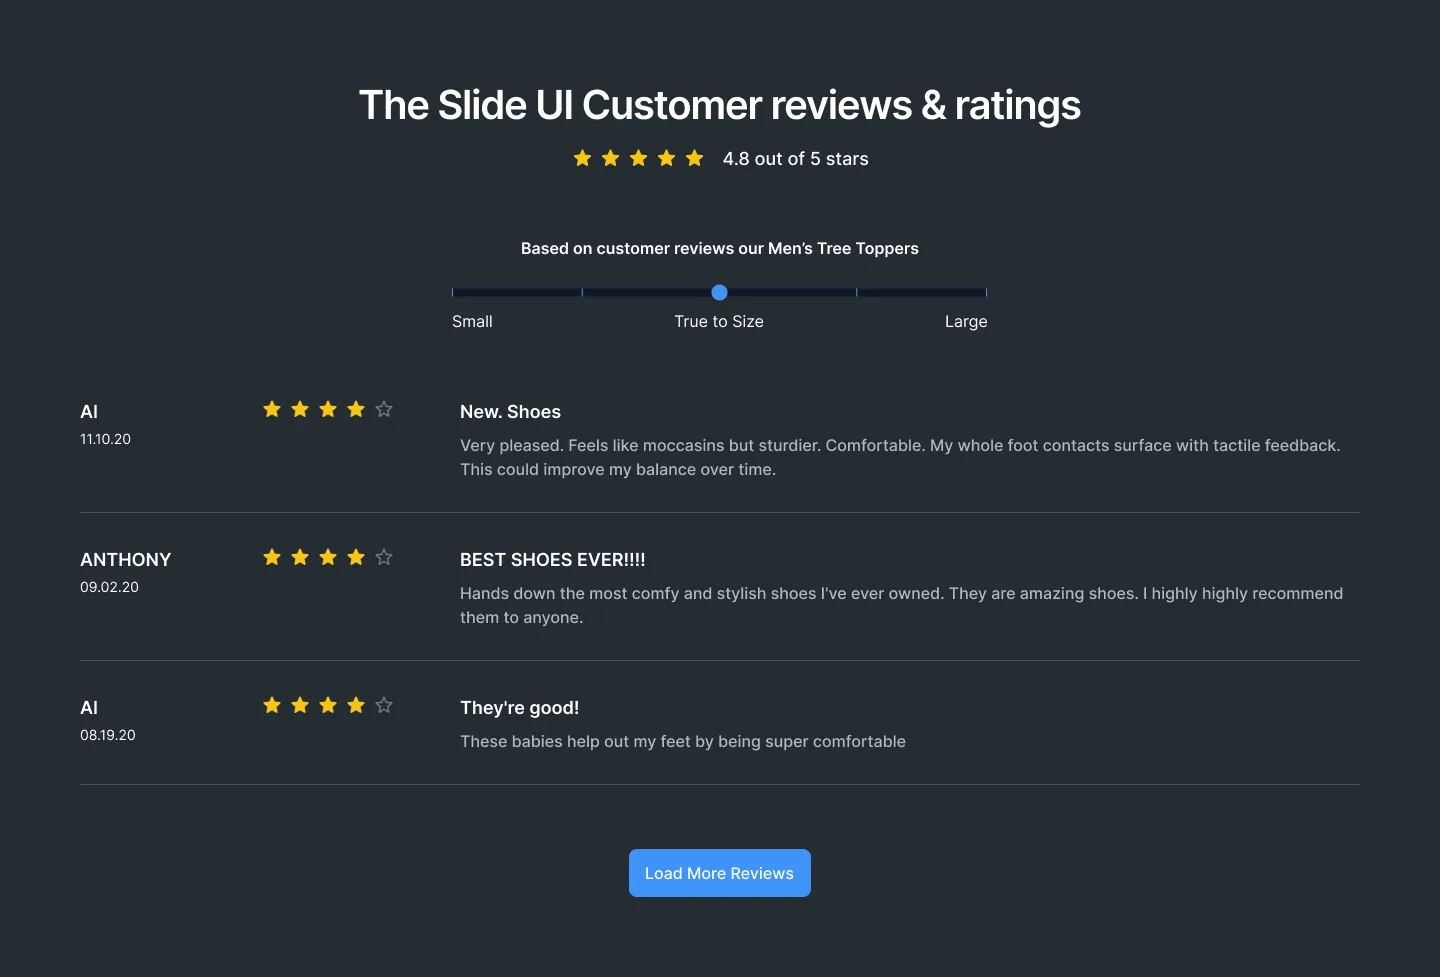 The Slide UI Customer reviews & ratings
4.8 out of 5 stars
Based on customer reviews our Men’s Tree Toppers
Small True to Size Large
Al
11.10.20
New. Shoes
Very pleased. Feels like moccasins but sturdier. Comfortable. My whole foot contacts surface with tactile feedback.
This could improve my balance over time.
ANTHONY
09.02.20
BEST SHOES EVER!!!!
Hands down the most comfy and stylish shoes I've ever owned. They are amazing shoes. I highly highly recommend
them to anyone.
Al
08.19.20
They're good!
These babies help out my feet by being super comfortable
Load More Reviews